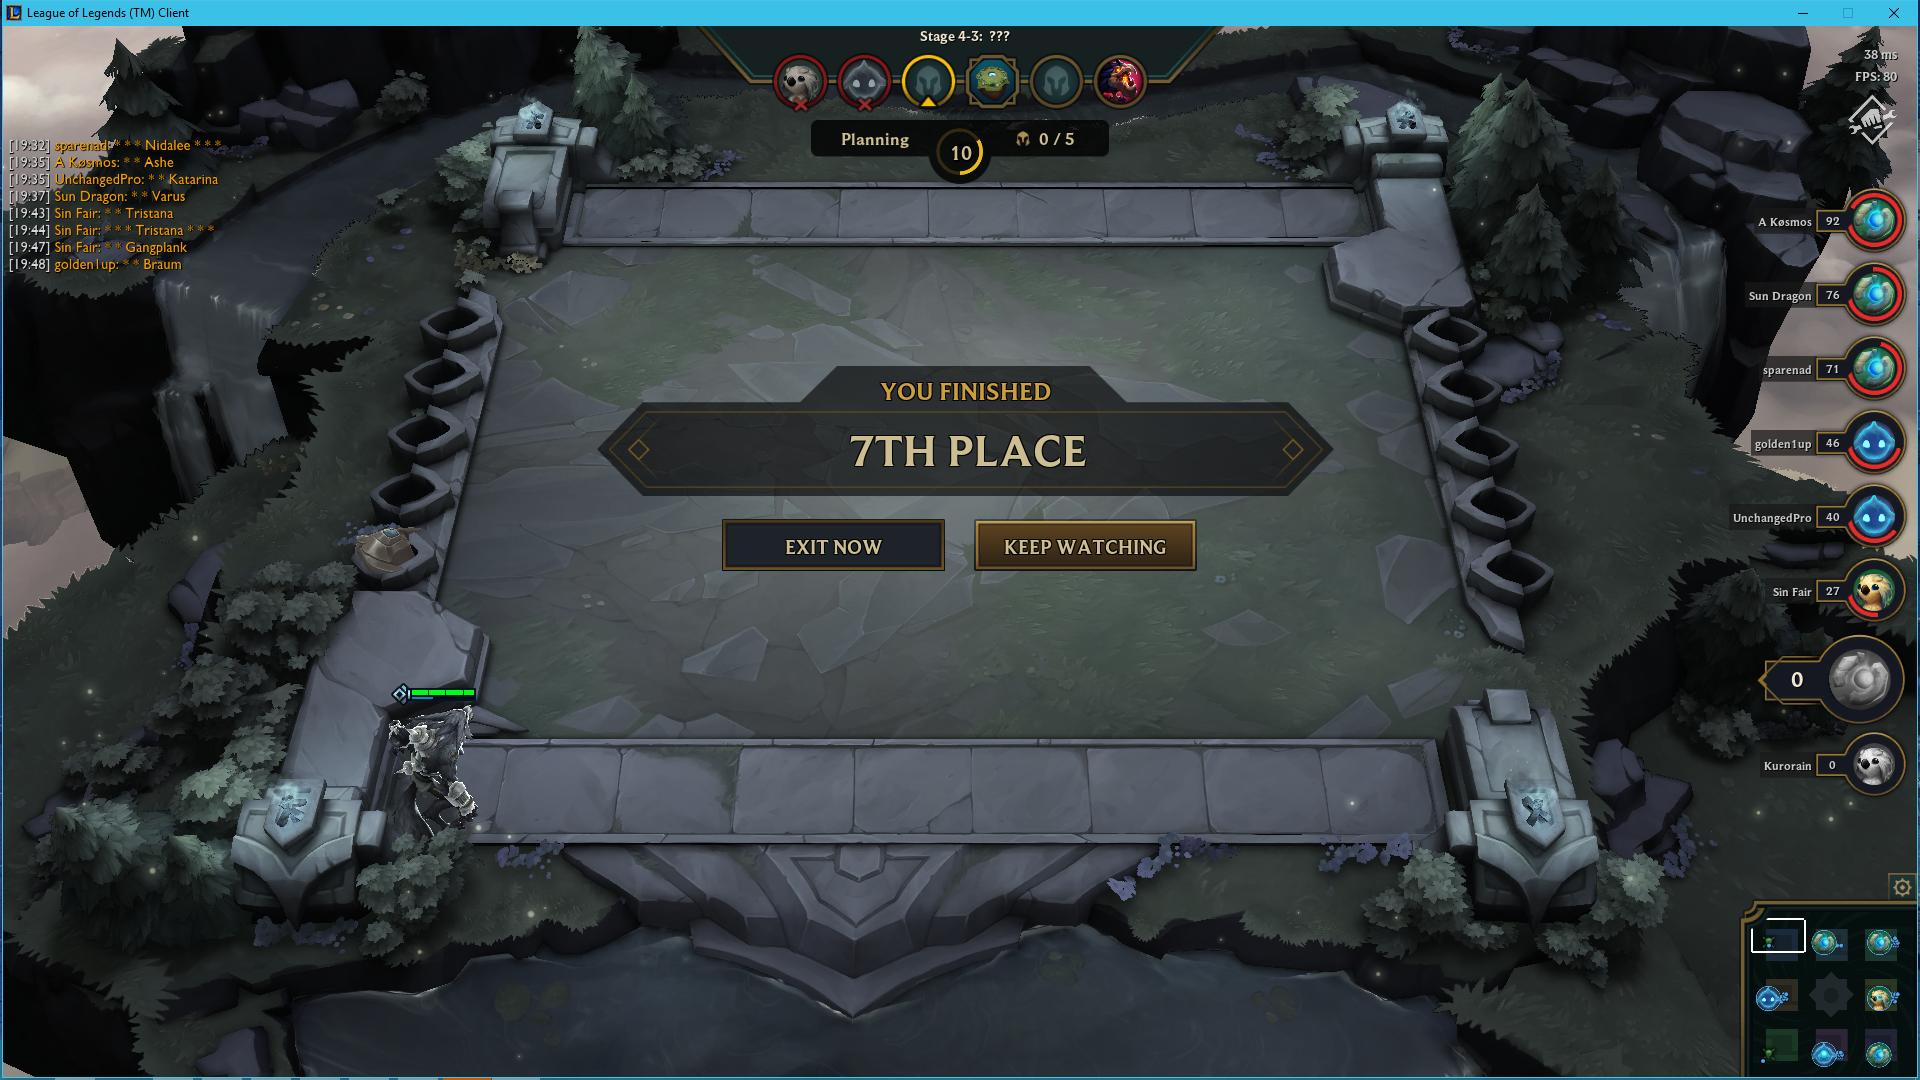 League of Legends (TM) Client
Stage 4-3: ???
38 ms
FPS: 80
Planning
10
0 / 5
[19:32] sparenad: * * * Nidalee * * *
[19:35] A Køsmos: * * Ashe
[19:35] UnchangedPro: * * Katarina
[19:37] Sun Dragon: * * Varus
[19:43] Sin Fair: * * Tristana
[19:44] Sin Fair: * * * Tristana * * *
[19:47] Sin Fair: * * Gangplank
[19:48] golden1up: * * Braum
A Køsmos 92
Sun Dragon 76
sparenad 71
golden1up 46
UnchangedPro 40
Sin Fair 27
0
Kurorain 0
YOU FINISHED
7TH PLACE
EXIT NOW
KEEP WATCHING